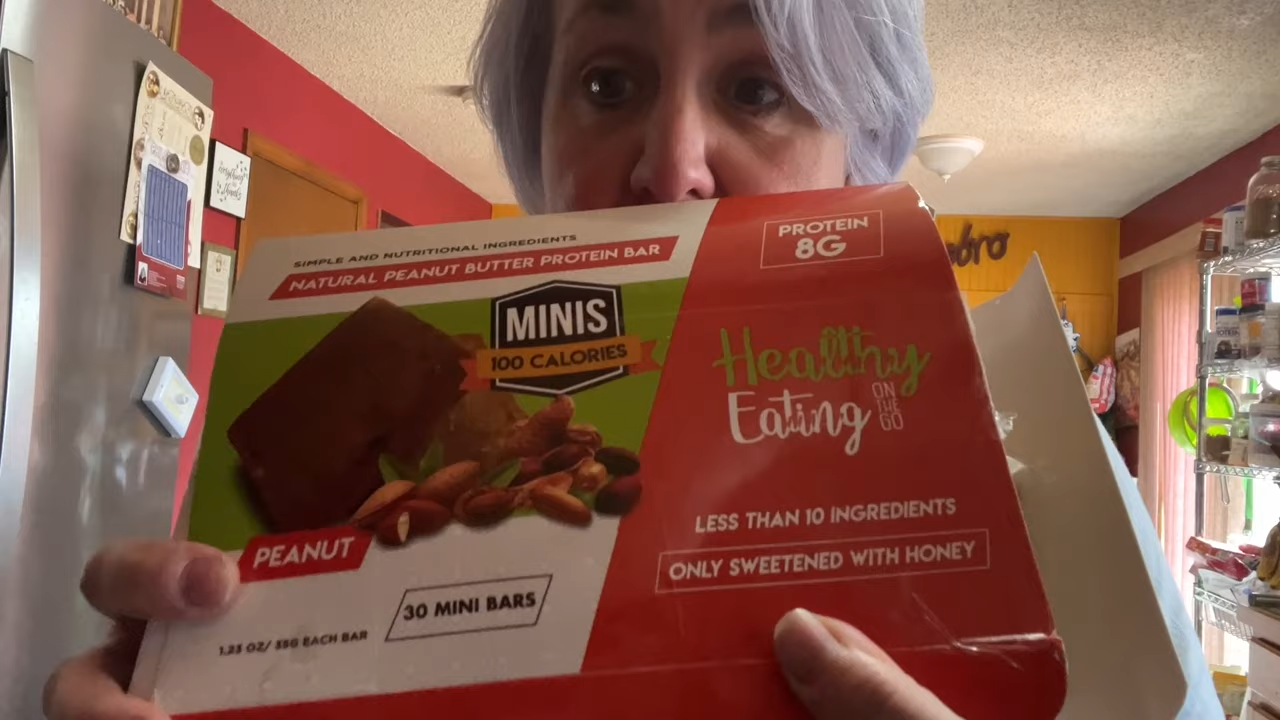 SIMPLE AND NUTRITIONAL INGREDIENTS
NATURAL PEANUT BUTTER PROTEIN BAR
MINIS
100 CALORIES
PEANUT
30 MINI BARS
1.23 OZ/ 35G EACH BAR
PROTEIN
8G
Healthy
Eating
ON
THE
GO
LESS THAN 10 INGREDIENTS
ONLY SWEETENED WITH HONEY